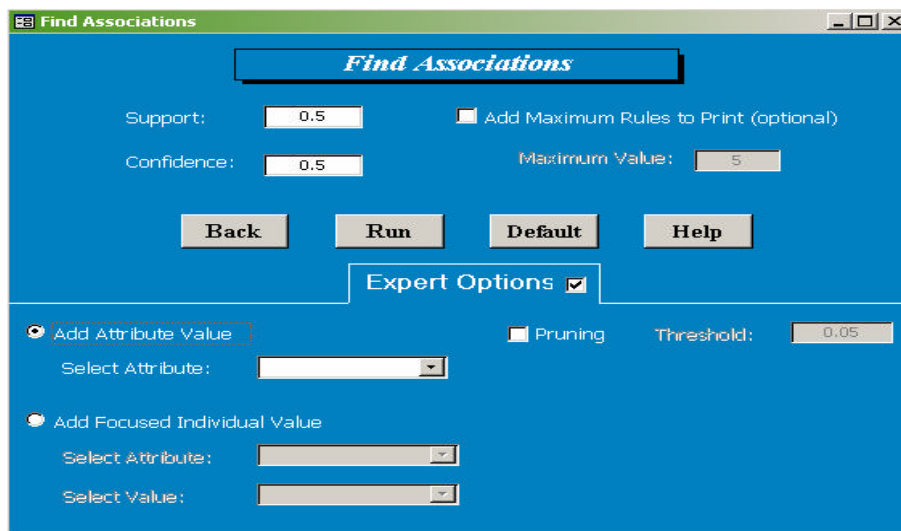 Find Associations
Find Associations
Support: 0.5
Add Maximum Rules to Print (optional)
Confidence: 0.5
Maximum Value: 5
Back Run Default Help
Expert Options
Add Attribute Value
Pruning Threshold: 0.05
Select Attribute:
Add Focused Individual Value
Select Attribute:
Select Value: